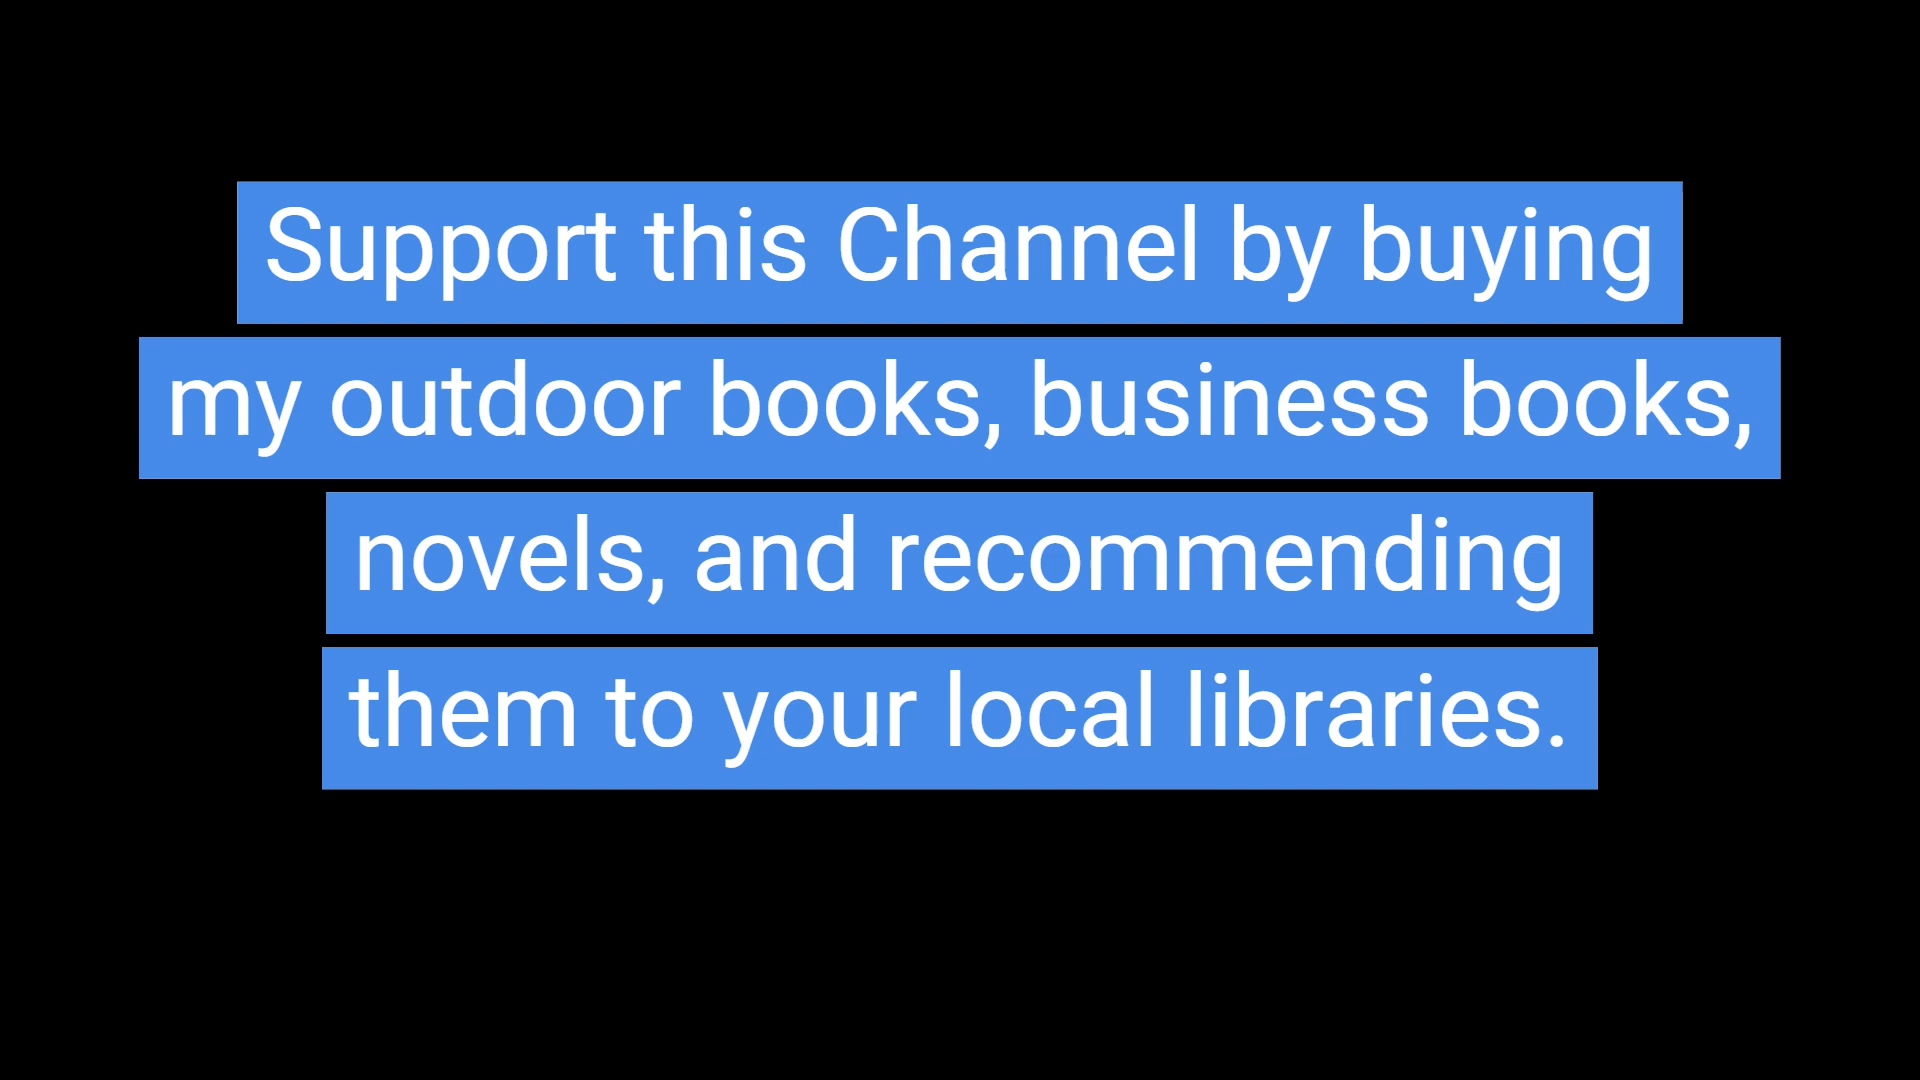 Support this Channel by buying
my outdoor books, business books,
novels, and recommending
them to your local libraries.